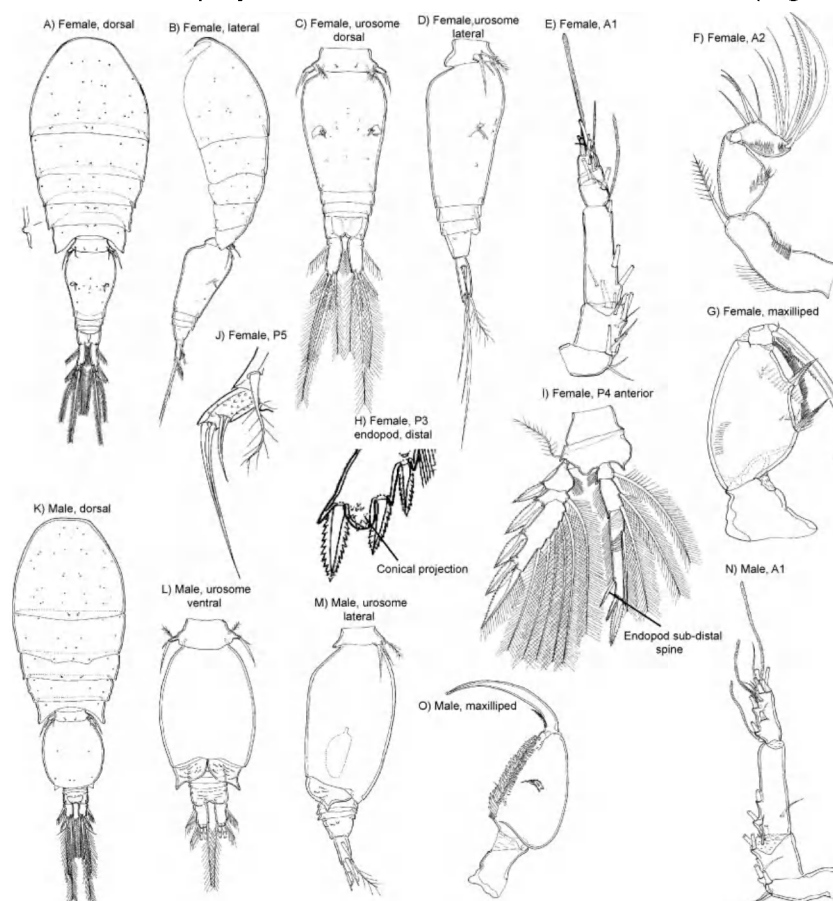 A) Female, dorsal
B) Female, lateral
C) Female, urosome
dorsal
D) Female,urosome
lateral
E) Female, A1
F) Female, A2
G) Female, maxilliped
J) Female, P5
H) Female, P3
endopod, distal
I) Female, P4 anterior
Conical projection
K) Male, dorsal
L) Male, urosome
ventral
M) Male, urosome
lateral
N) Male, A1
Endopod sub-distal
spine
O) Male, maxilliped